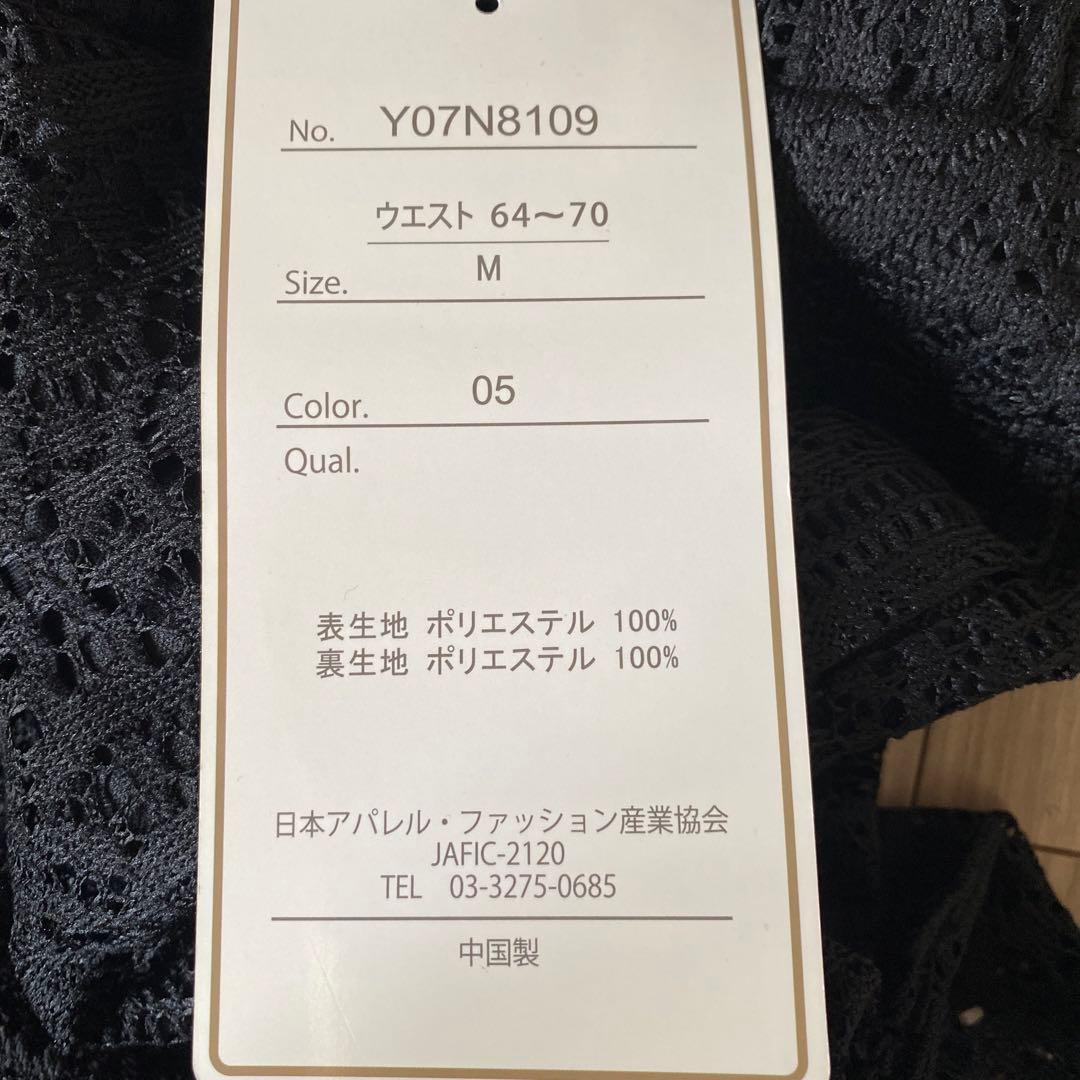 No. Y07N8109
ウエスト 64〜70
Size. M
Color. 05
Qual.
表生地 ポリエステル 100%
裏生地 ポリエステル 100%
日本アパレル・ファッション産業協会
JAFIC-2120
TEL 03-3275-0685
中国製